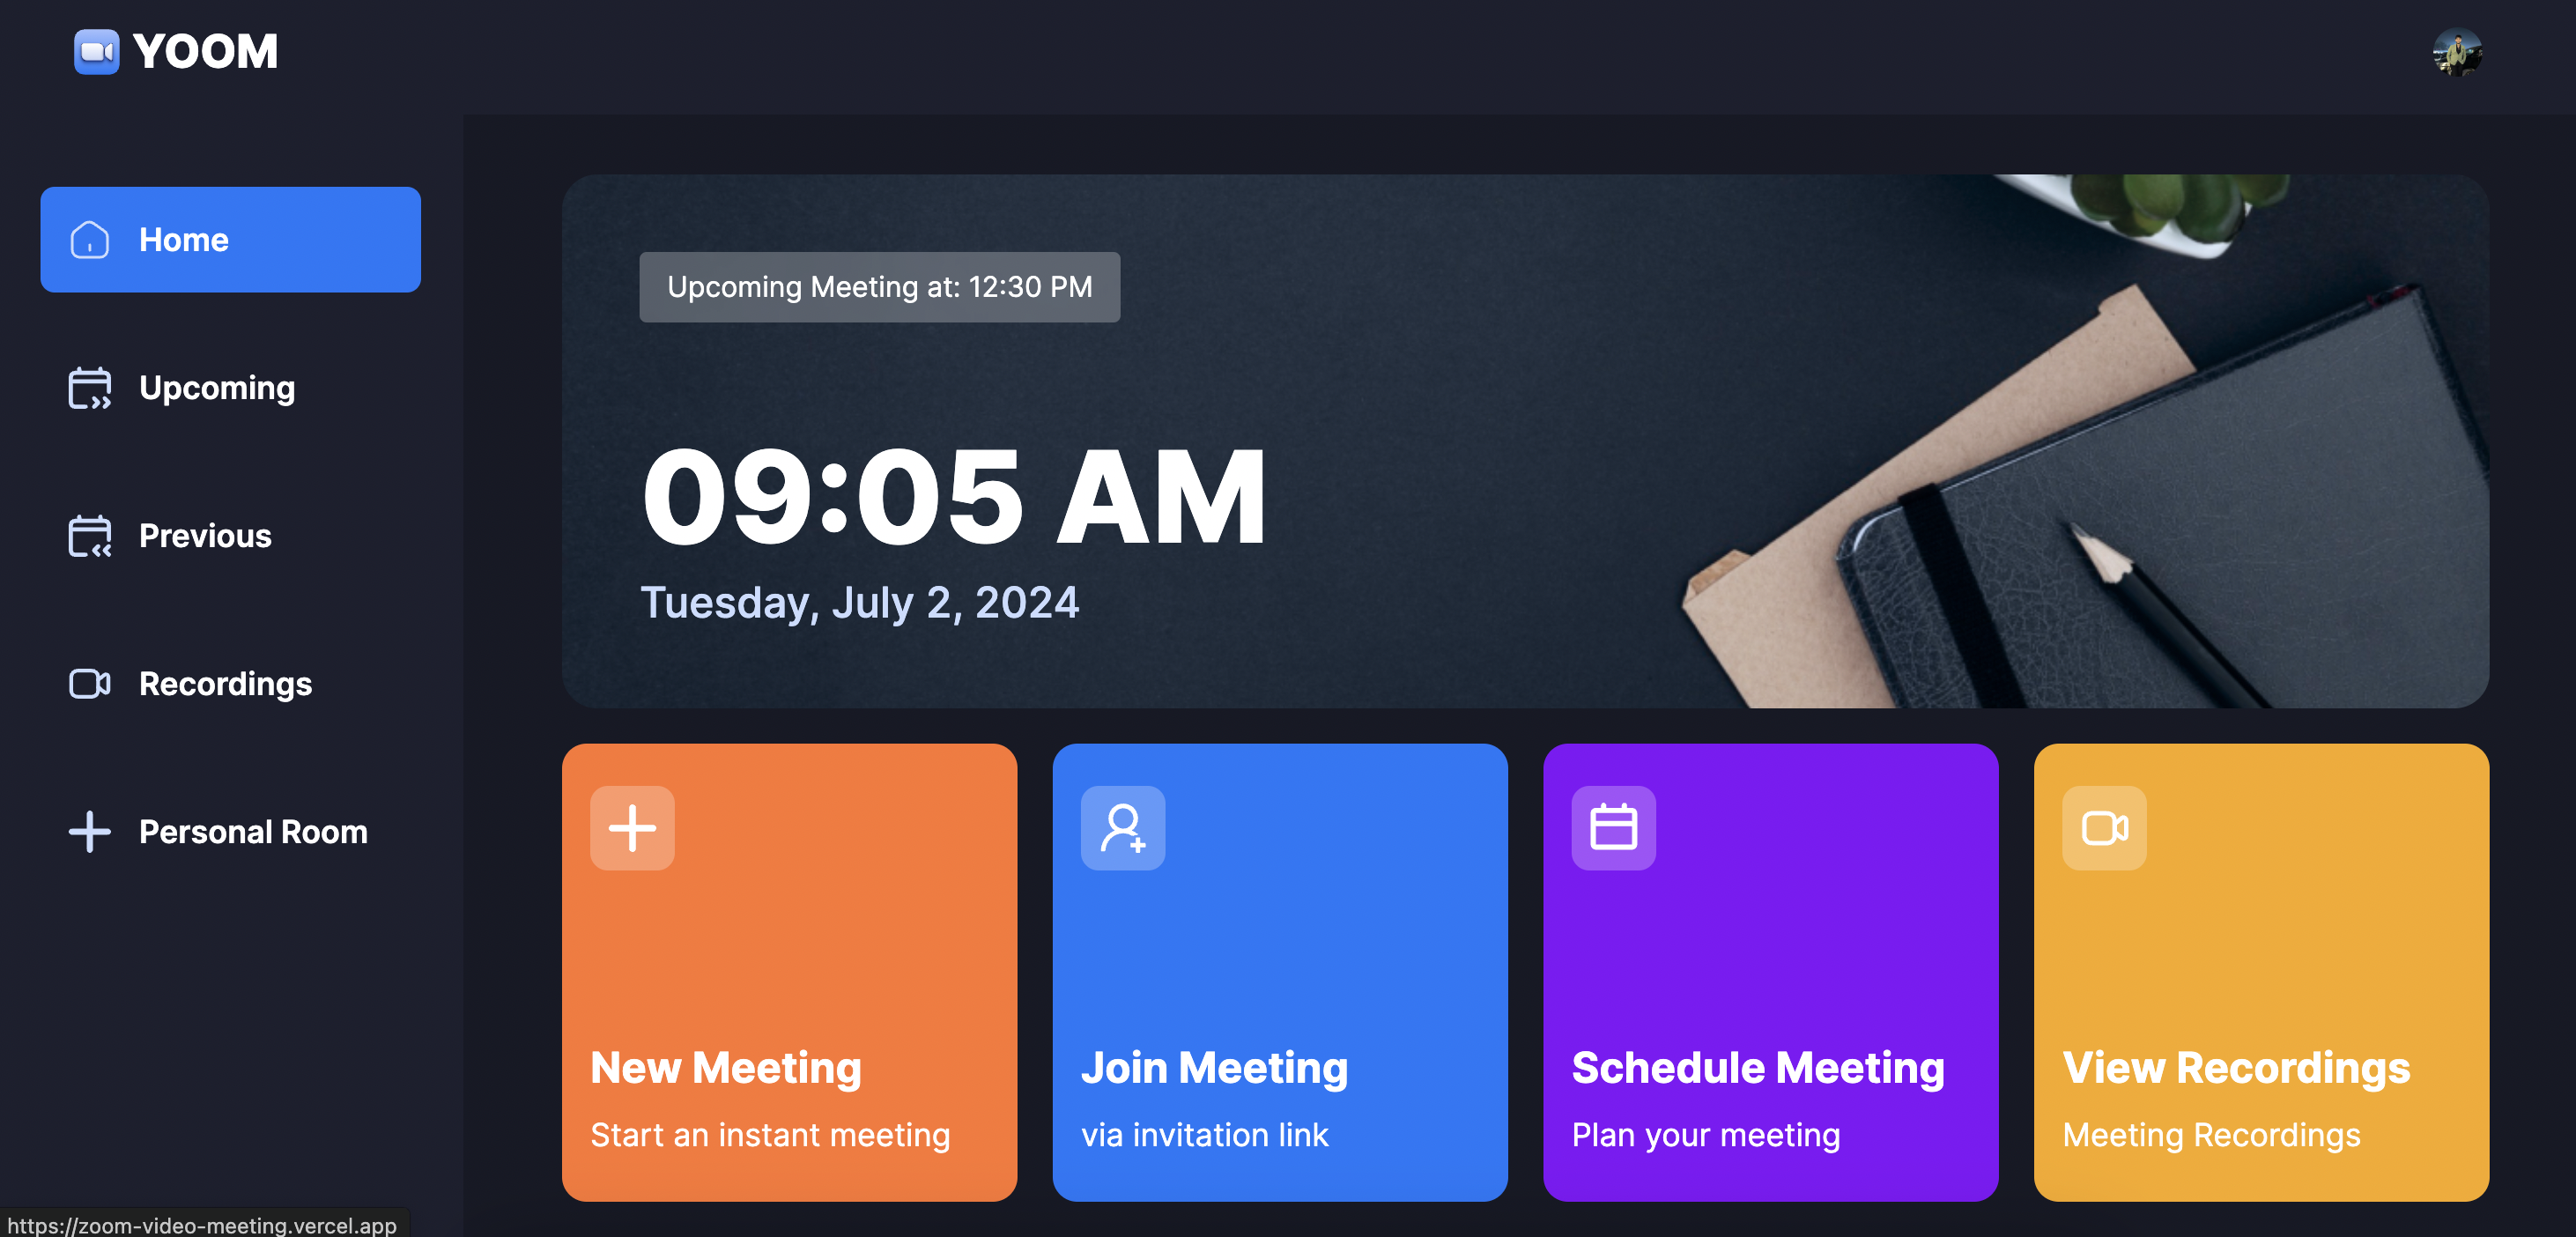 YOOM
Home
Upcoming
Previous
Recordings
Personal Room
Upcoming Meeting at: 12:30 PM
09:05 AM
Tuesday, July 2, 2024
New Meeting
Start an instant meeting
Join Meeting
via invitation link
Schedule Meeting
Plan your meeting
View Recordings
Meeting Recordings
https://zoom-video-meeting.vercel.app